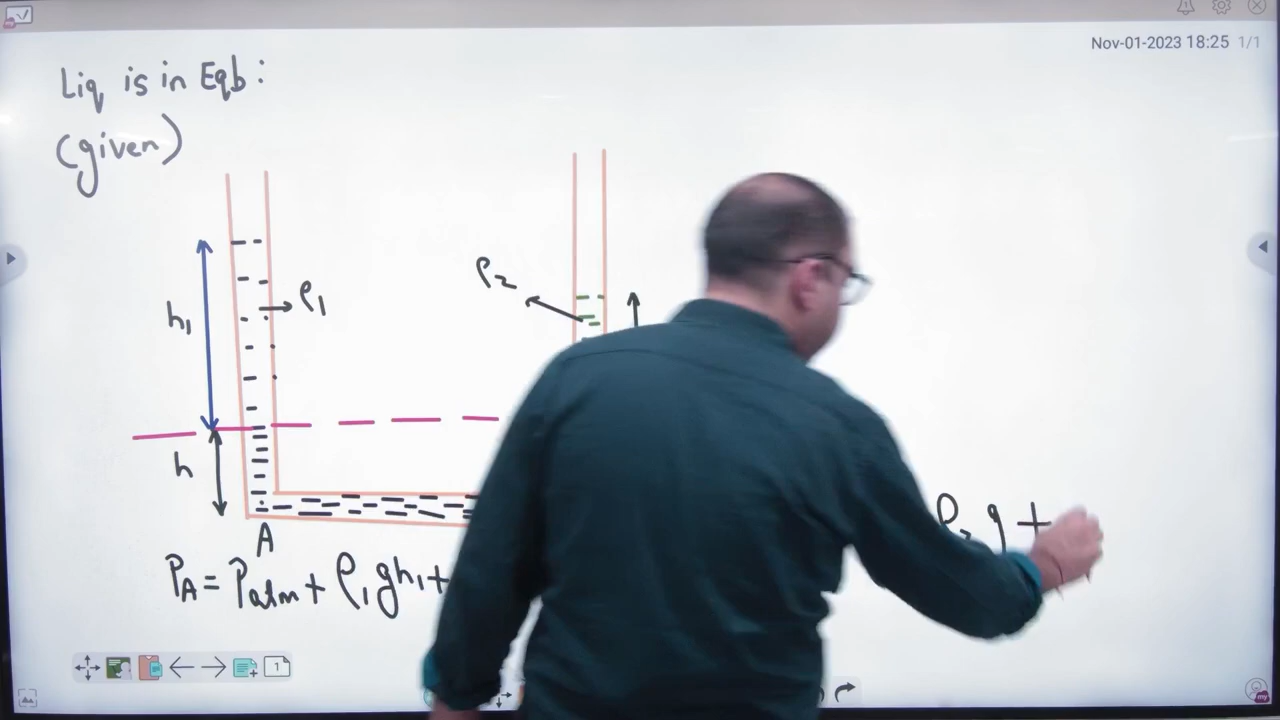 Nov-01-2023 18:25 1/1
Liq is in Eqb:
(given)
ρ2
ρ1
h1
h
ρ2 g +
A
PA = Patm + ρ1gh1 +
1